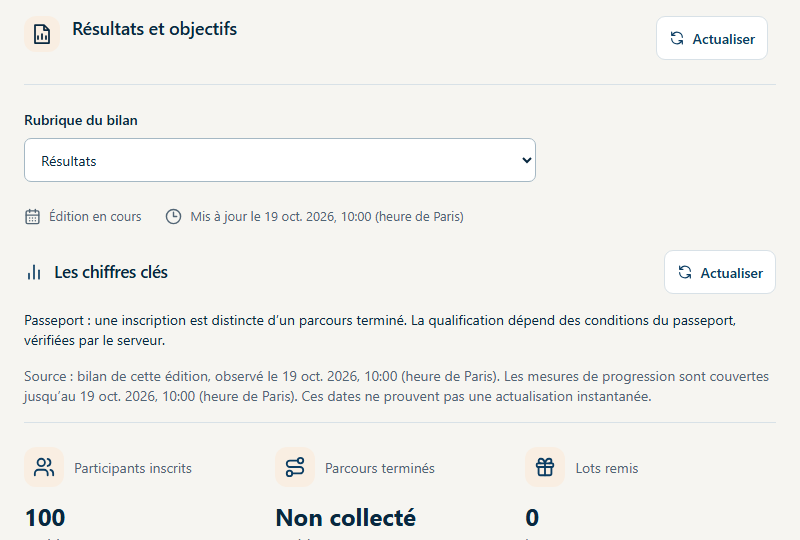 Résultats et objectifs
Actualiser
Rubrique du bilan
Résultats
Édition en cours
Mis à jour le 19 oct. 2026, 10:00 (heure de Paris)
Les chiffres clés
Actualiser
Passeport : une inscription est distincte d’un parcours terminé. La qualification dépend des conditions du passeport,
vérifiées par le serveur.
Source : bilan de cette édition, observé le 19 oct. 2026, 10:00 (heure de Paris). Les mesures de progression sont couvertes
jusqu’au 19 oct. 2026, 10:00 (heure de Paris). Ces dates ne prouvent pas une actualisation instantanée.
Participants inscrits
Parcours terminés
Lots remis
100
Non collecté
0